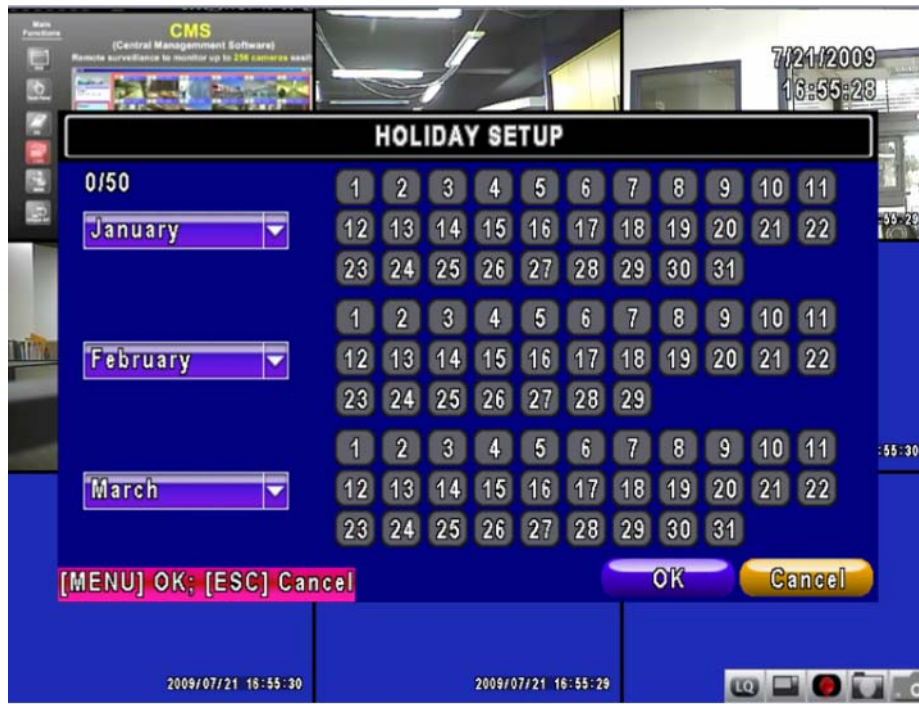 Main
Functions
CMS
(Central Managemment Software)
Remote surveillance to monitor up to 256 cameras easil
7/21/2009
16:55:28
HOLIDAY SETUP
0/50
January
1 2 3 4 5 6 7 8 9 10 11
12 13 14 15 16 17 18 19 20 21 22
23 24 25 26 27 28 29 30 31
February
1 2 3 4 5 6 7 8 9 10 11
12 13 14 15 16 17 18 19 20 21 22
23 24 25 26 27 28 29
March
1 2 3 4 5 6 7 8 9 10 11
12 13 14 15 16 17 18 19 20 21 22
23 24 25 26 27 28 29 30 31
:55:30
[MENU] OK; [ESC] Cancel
OK
Cancel
2009/07/21 16:55:30
2009/07/21 16:55:29
LQ